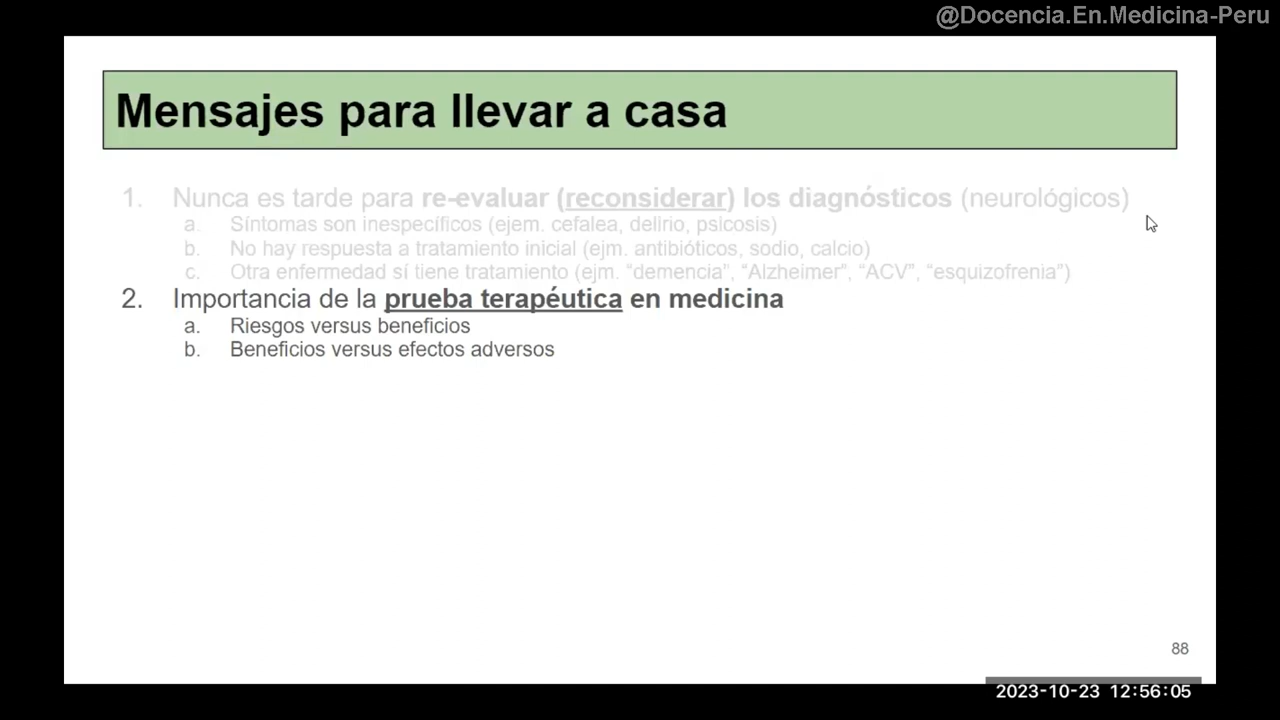 @Docencia.En.Medicina-Peru
Mensajes para llevar a casa
1. Nunca es tarde para re-evaluar (reconsiderar) los diagnósticos (neurológicos)
a. Síntomas son inespecíficos (ejem. cefalea, delirio, psicosis)
b. No hay respuesta a tratamiento inicial (ejm. antibióticos, sodio, calcio)
c. Otra enfermedad sí tiene tratamiento (ejm. “demencia”, “Alzheimer”, “ACV”, “esquizofrenia”)
2. Importancia de la prueba terapéutica en medicina
a. Riesgos versus beneficios
b. Beneficios versus efectos adversos
88
2023-10-23 12:56:05